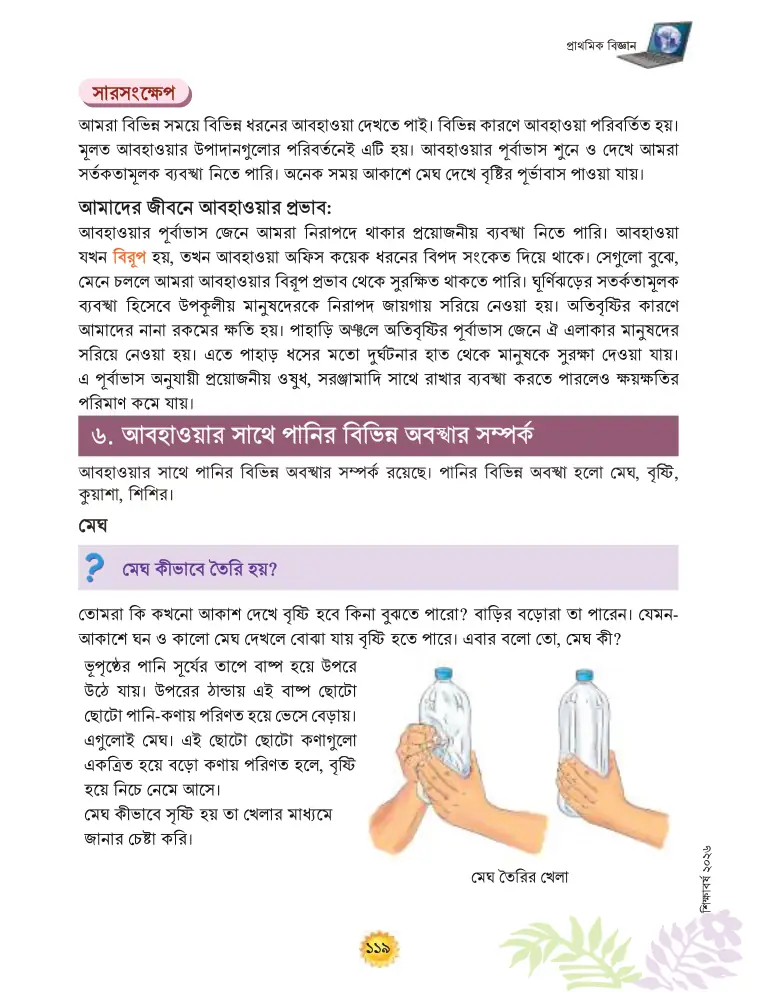 প্রাথমিক বিজ্ঞান
সারসংক্ষেপ
আমরা বিভিন্ন সময়ে বিভিন্ন ধরনের আবহাওয়া দেখতে পাই। বিভিন্ন কারণে আবহাওয়া পরিবর্তিত হয়।
মূলত আবহাওয়ার উপাদানগুলোর পরিবর্তনেই এটি হয়। আবহাওয়ার পূর্বাভাস শুনে ও দেখে আমরা
সর্তকতামূলক ব্যবস্থা নিতে পারি। অনেক সময় আকাশে মেঘ দেখে বৃষ্টির পূর্ভাবাস পাওয়া যায়।
আমাদের জীবনে আবহাওয়ার প্রভাব:
আবহাওয়ার পূর্বাভাস জেনে আমরা নিরাপদে থাকার প্রয়োজনীয় ব্যবস্থা নিতে পারি। আবহাওয়া
যখন বিরূপ হয়, তখন আবহাওয়া অফিস কয়েক ধরনের বিপদ সংকেত দিয়ে থাকে। সেগুলো বুঝে,
মেনে চললে আমরা আবহাওয়ার বিরূপ প্রভাব থেকে সুরক্ষিত থাকতে পারি। ঘূর্ণিঝড়ের সতর্কতামূলক
ব্যবস্থা হিসেবে উপকূলীয় মানুষদেরকে নিরাপদ জায়গায় সরিয়ে নেওয়া হয়। অতিবৃষ্টির কারণে
আমাদের নানা রকমের ক্ষতি হয়। পাহাড়ি অঞ্চলে অতিবৃষ্টির পূর্বাভাস জেনে ঐ এলাকার মানুষদের
সরিয়ে নেওয়া হয়। এতে পাহাড় ধসের মতো দুর্ঘটনার হাত থেকে মানুষকে সুরক্ষা দেওয়া যায়।
এ পূর্বাভাস অনুযায়ী প্রয়োজনীয় ওষুধ, সরঞ্জামাদি সাথে রাখার ব্যবস্থা করতে পারলেও ক্ষয়ক্ষতির
পরিমাণ কমে যায়।
৬. আবহাওয়ার সাথে পানির বিভিন্ন অবস্থার সম্পর্ক
আবহাওয়ার সাথে পানির বিভিন্ন অবস্থার সম্পর্ক রয়েছে। পানির বিভিন্ন অবস্থা হলো মেঘ, বৃষ্টি,
কুয়াশা, শিশির।
মেঘ
? মেঘ কীভাবে তৈরি হয়?
তোমরা কি কখনো আকাশ দেখে বৃষ্টি হবে কিনা বুঝতে পারো? বাড়ির বড়োরা তা পারেন। যেমন-
আকাশে ঘন ও কালো মেঘ দেখলে বোঝা যায় বৃষ্টি হতে পারে। এবার বলো তো, মেঘ কী?
ভূপৃষ্ঠের পানি সূর্যের তাপে বাষ্প হয়ে উপরে
উঠে যায়। উপরের ঠান্ডায় এই বাষ্প ছোটো
ছোটো পানি-কণায় পরিণত হয়ে ভেসে বেড়ায়।
এগুলোই মেঘ। এই ছোটো ছোটো কণাগুলো
একত্রিত হয়ে বড়ো কণায় পরিণত হলে, বৃষ্টি
হয়ে নিচে নেমে আসে।
মেঘ কীভাবে সৃষ্টি হয় তা খেলার মাধ্যমে
জানার চেষ্টা করি।
মেঘ তৈরির খেলা
শিক্ষাবর্ষ ২০২৬
১১৯